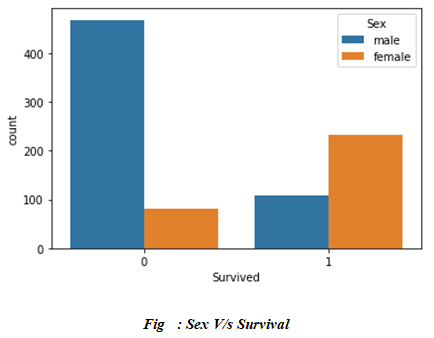 Sex
male
female
400
300
200
100
0
count
0 1
Survived
Fig : Sex V/s Survival